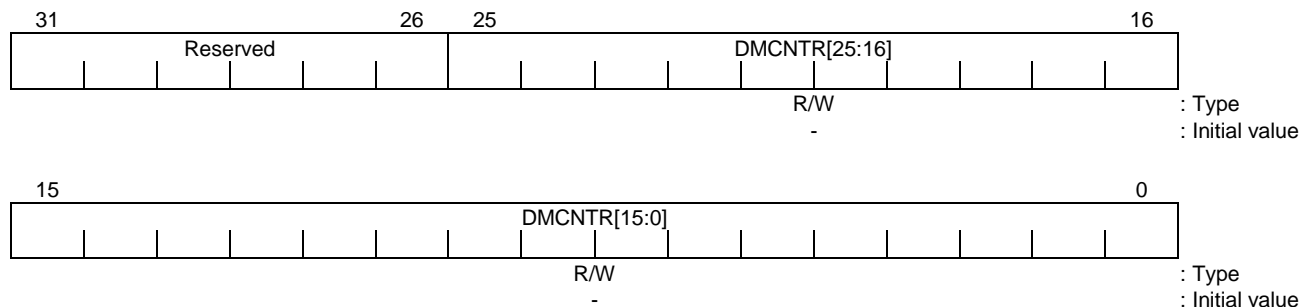 31 26 25 16
Reserved DMCNTR[25:16]
R/W : Type
- : Initial value
15 0
DMCNTR[15:0]
R/W : Type
- : Initial value